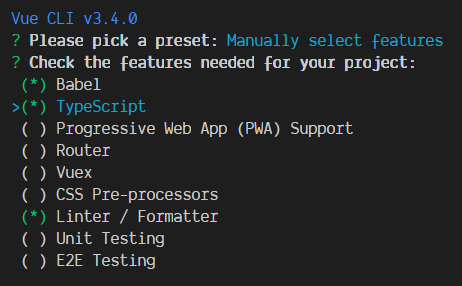 Vue CLI v3.4.0
? Please pick a preset: Manually select features
? Check the features needed for your project:
(*) Babel
>(*) TypeScript
( ) Progressive Web App (PWA) Support
( ) Router
( ) Vuex
( ) CSS Pre-processors
(*) Linter / Formatter
( ) Unit Testing
( ) E2E Testing